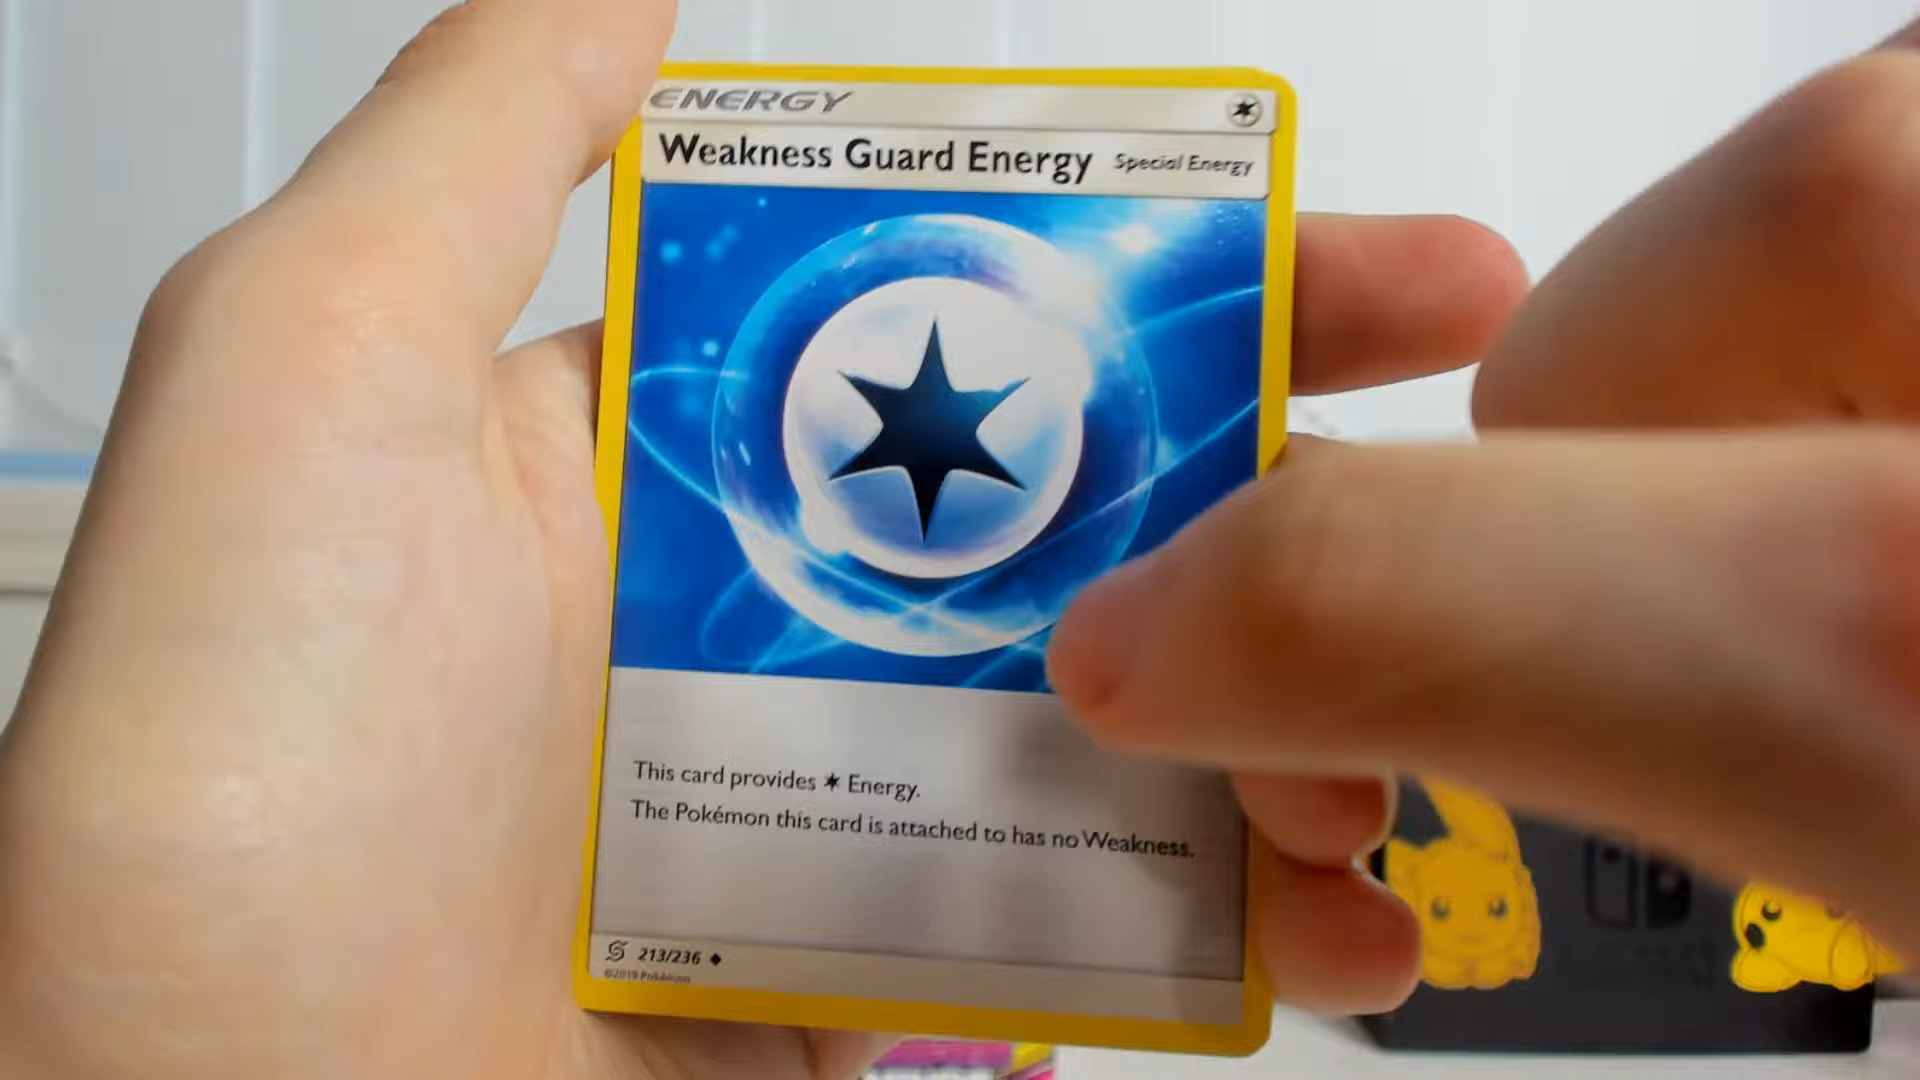 ENERGY
Weakness Guard Energy Special Energy
This card provides ✶ Energy.
The Pokémon this card is attached to has no Weakness.
213/236 ◆
©2019 Pokémon